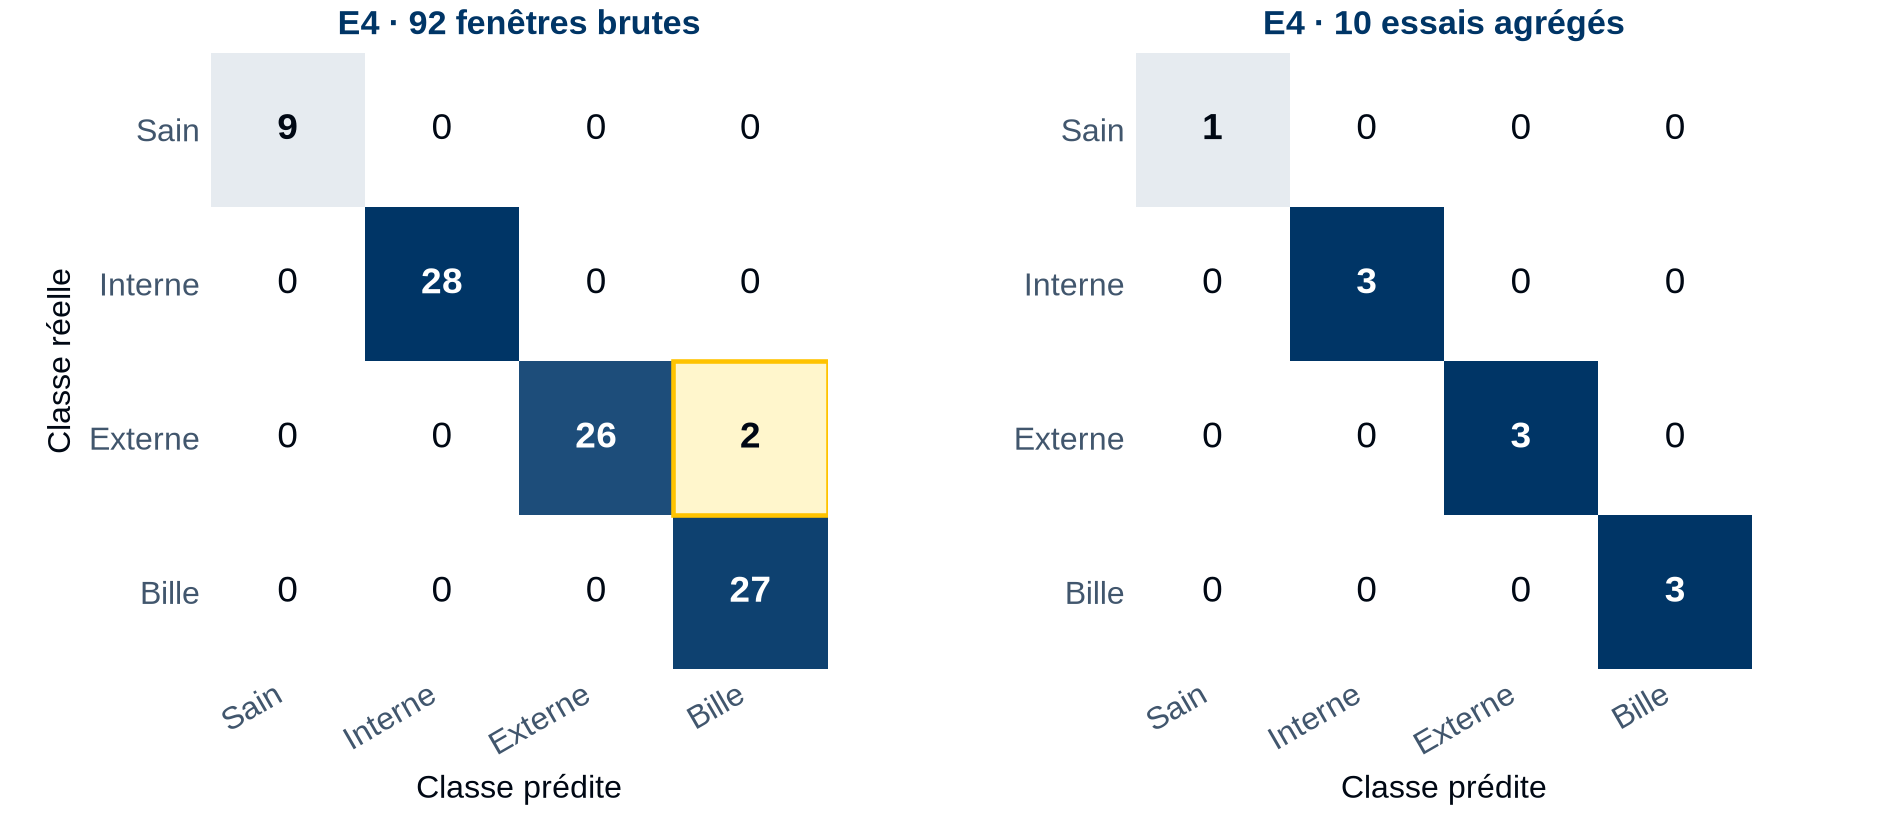 E4 · 92 fenêtres brutes
Classe réelle
Sain 9 0 0 0
Interne 0 28 0 0
Externe 0 0 26 2
Bille 0 0 0 27
Sain Interne Externe Bille
Classe prédite
E4 · 10 essais agrégés
Sain 1 0 0 0
Interne 0 3 0 0
Externe 0 0 3 0
Bille 0 0 0 3
Sain Interne Externe Bille
Classe prédite